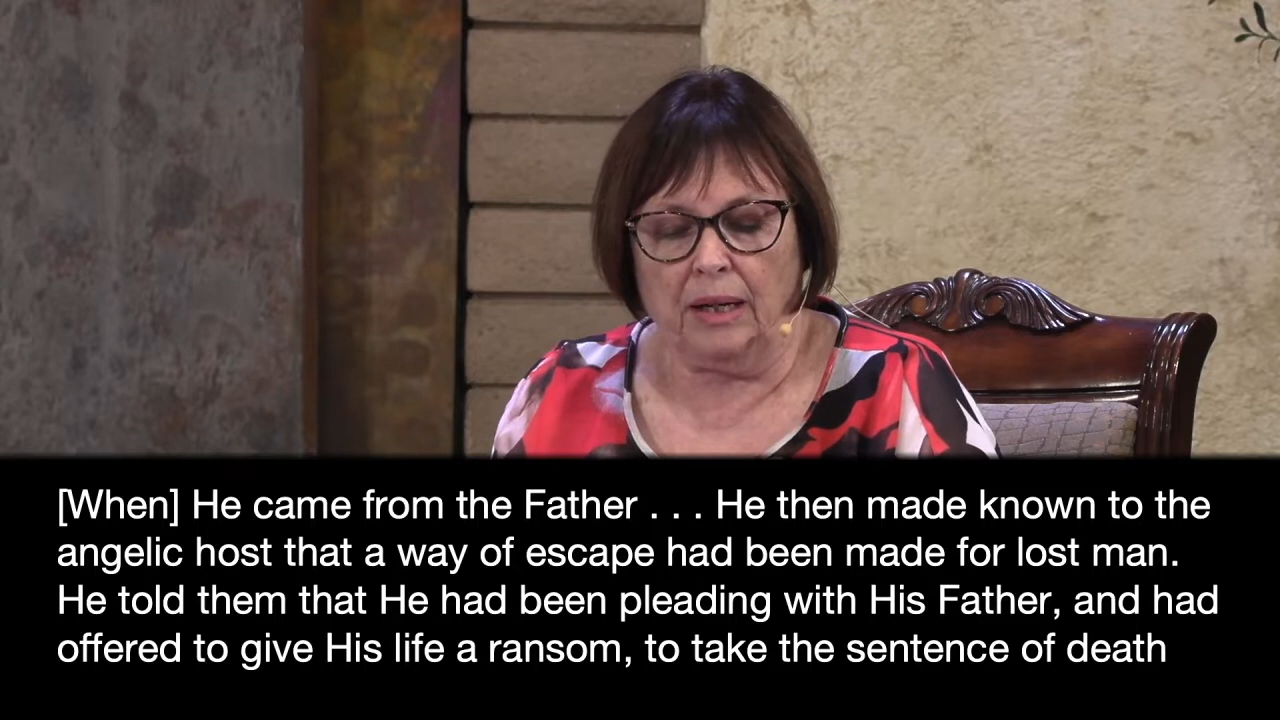 [When] He came from the Father . . . He then made known to the
angelic host that a way of escape had been made for lost man.
He told them that He had been pleading with His Father, and had
offered to give His life a ransom, to take the sentence of death